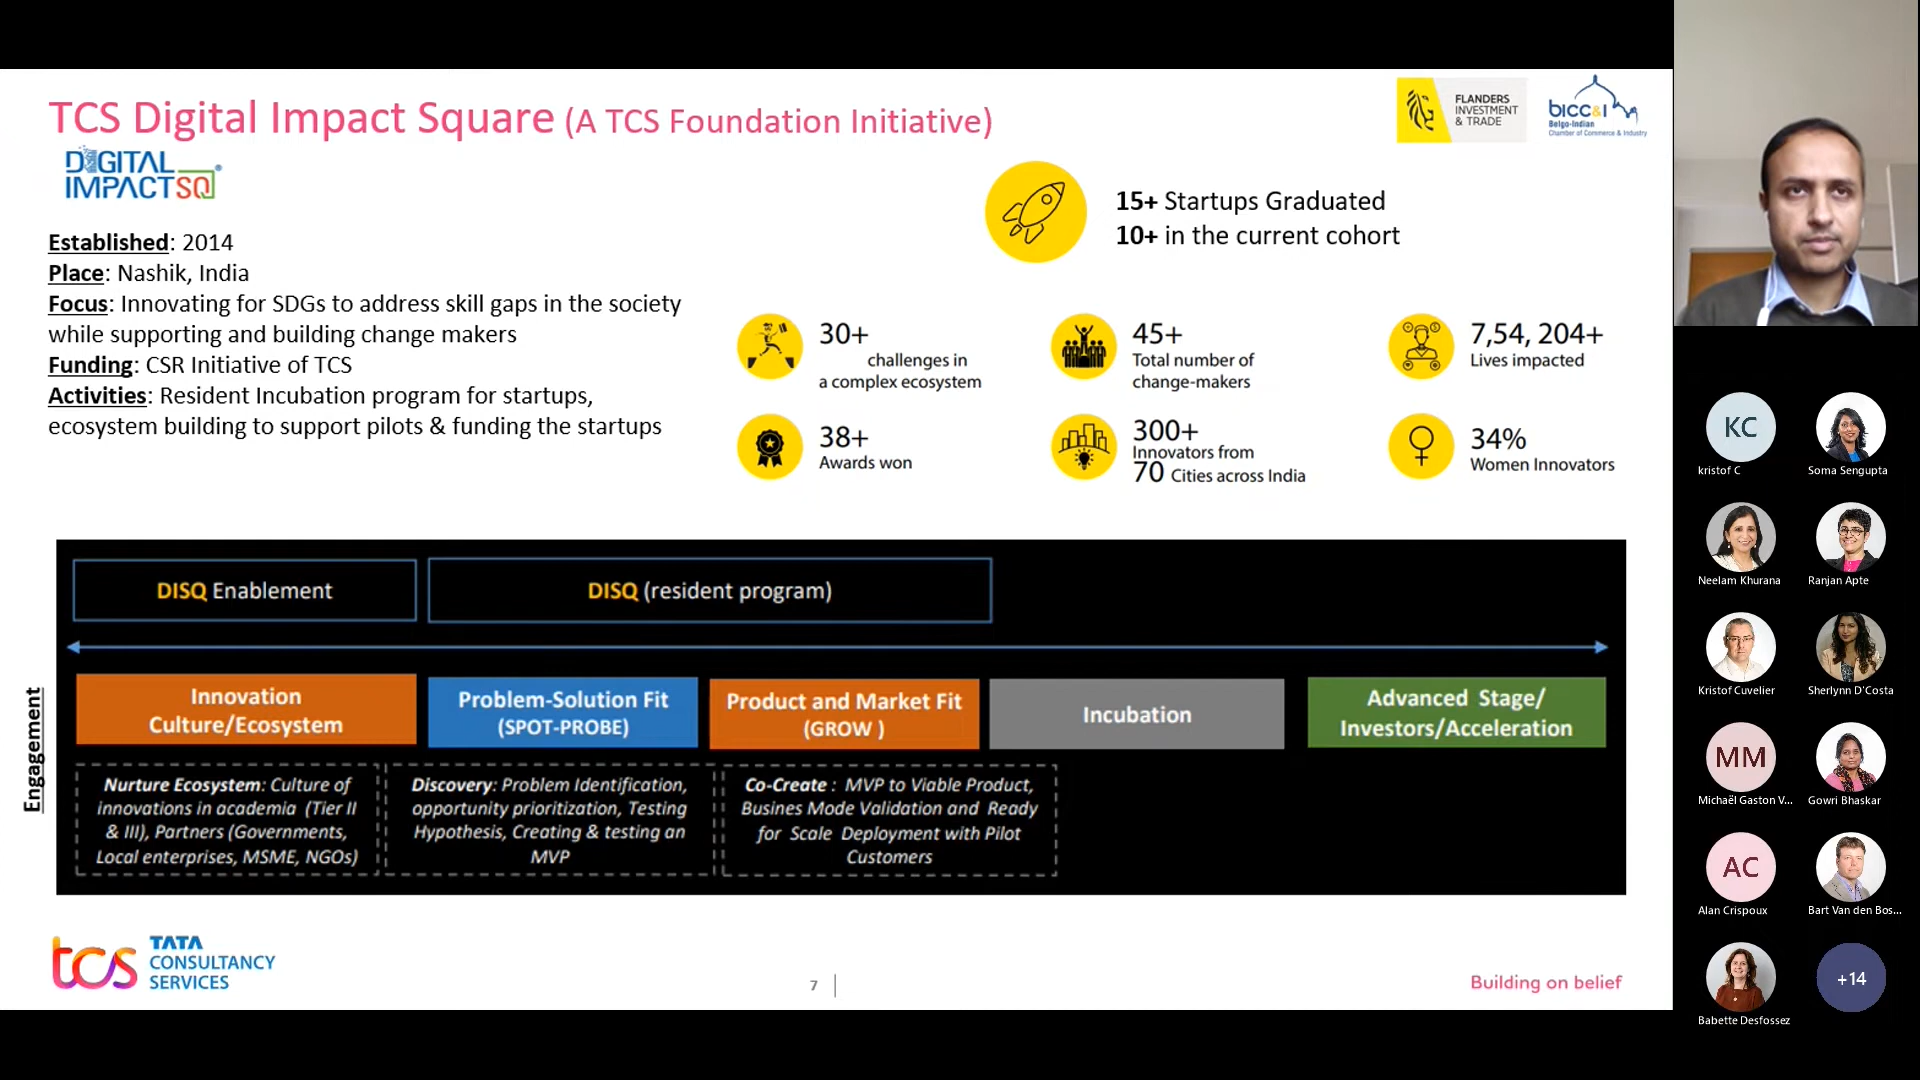 TCS Digital Impact Square (A TCS Foundation Initiative)
FLANDERS
INVESTMENT
& TRADE
bicc&i
Belgo-Indian
Chamber of Commerce & Industry
DIGITAL
IMPACTSQ
Established: 2014
Place: Nashik, India
Focus: Innovating for SDGs to address skill gaps in the society
while supporting and building change makers
Funding: CSR Initiative of TCS
Activities: Resident Incubation program for startups,
ecosystem building to support pilots & funding the startups
15+ Startups Graduated
10+ in the current cohort
30+
challenges in
a complex ecosystem
45+
Total number of
change-makers
7,54, 204+
Lives impacted
38+
Awards won
300+
Innovators from
70 Cities across India
34%
Women Innovators
DISQ Enablement
DISQ (resident program)
Engagement
Innovation
Culture/Ecosystem
Problem-Solution Fit
(SPOT-PROBE)
Product and Market Fit
(GROW )
Incubation
Advanced Stage/
Investors/Acceleration
Nurture Ecosystem: Culture of
innovations in academia (Tier II
& III), Partners (Governments,
Local enterprises, MSME, NGOs)
Discovery: Problem Identification,
opportunity prioritization, Testing
Hypothesis, Creating & testing an
MVP
Co-Create : MVP to Viable Product,
Busines Mode Validation and Ready
for Scale Deployment with Pilot
Customers
tcs
TATA
CONSULTANCY
SERVICES
7
Building on belief
KC
kristof C
Soma Sengupta
Neelam Khurana
Ranjan Apte
Kristof Cuvelier
Sherlynn D'Costa
MM
Michaël Gaston V...
Gowri Bhaskar
AC
Alan Crispoux
Bart Van den Bos...
Babette Desfossez
+14